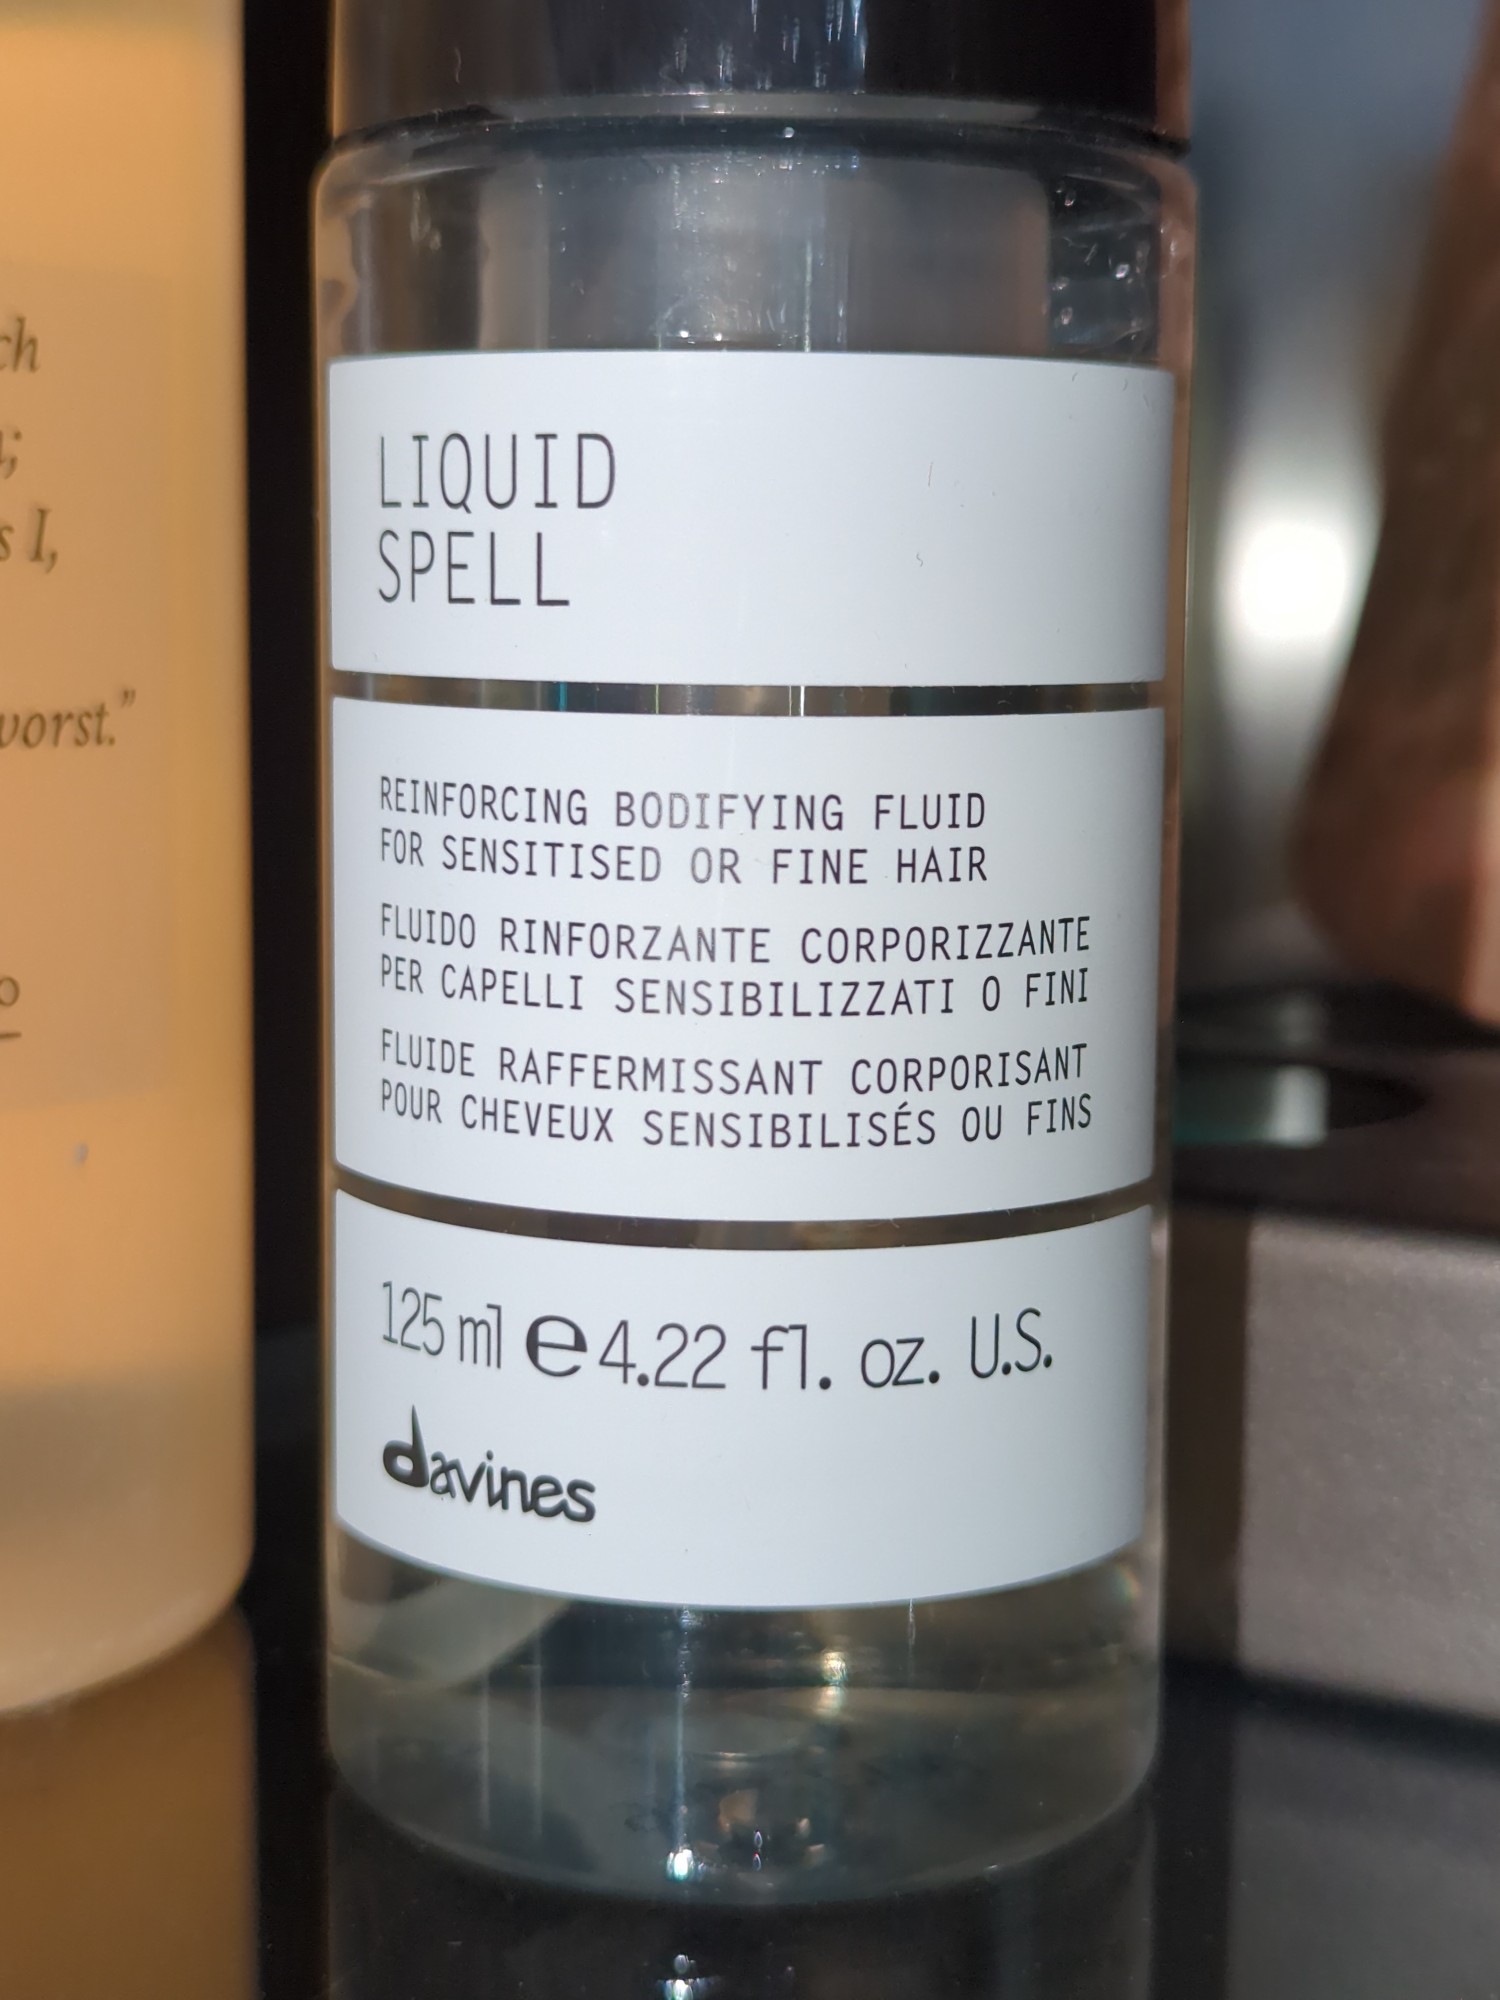 LIQUID
SPELL
REINFORCING BODIFYING FLUID
FOR SENSITISED OR FINE HAIR
FLUIDO RINFORZANTE CORPORIZZANTE
PER CAPELLI SENSIBILIZZATI O FINI
FLUIDE RAFFERMISSANT CORPORISANT
POUR CHEVEUX SENSIBILISÉS OU FINS
125 ml e 4.22 fl. oz. U.S.
davines
s I,